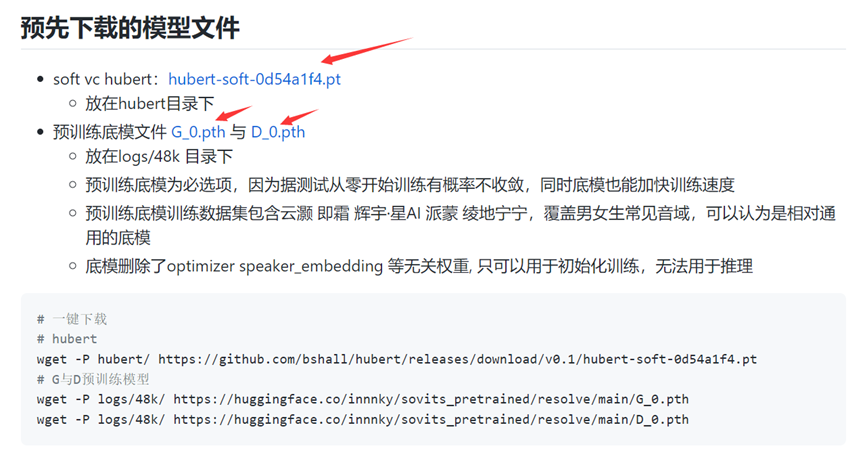 预先下载的模型文件
soft vc hubert：hubert-soft-0d54a1f4.pt
放在hubert目录下
预训练底模文件 G_0.pth 与 D_0.pth
放在logs/48k 目录下
预训练底模为必选项，因为据测试从零开始训练有概率不收敛，同时底模也能加快训练速度
预训练底模训练数据集包含云灏 即霜 辉宇·星AI 派蒙 绫地宁宁，覆盖男女生常见音域，可以认为是相对通
用的底模
底模删除了optimizer speaker_embedding 等无关权重, 只可以用于初始化训练，无法用于推理
# 一键下载
# hubert
wget -P hubert/ https://github.com/bshall/hubert/releases/download/v0.1/hubert-soft-0d54a1f4.pt
# G与D预训练模型
wget -P logs/48k/ https://huggingface.co/innnky/sovits_pretrained/resolve/main/G_0.pth
wget -P logs/48k/ https://huggingface.co/innnky/sovits_pretrained/resolve/main/D_0.pth